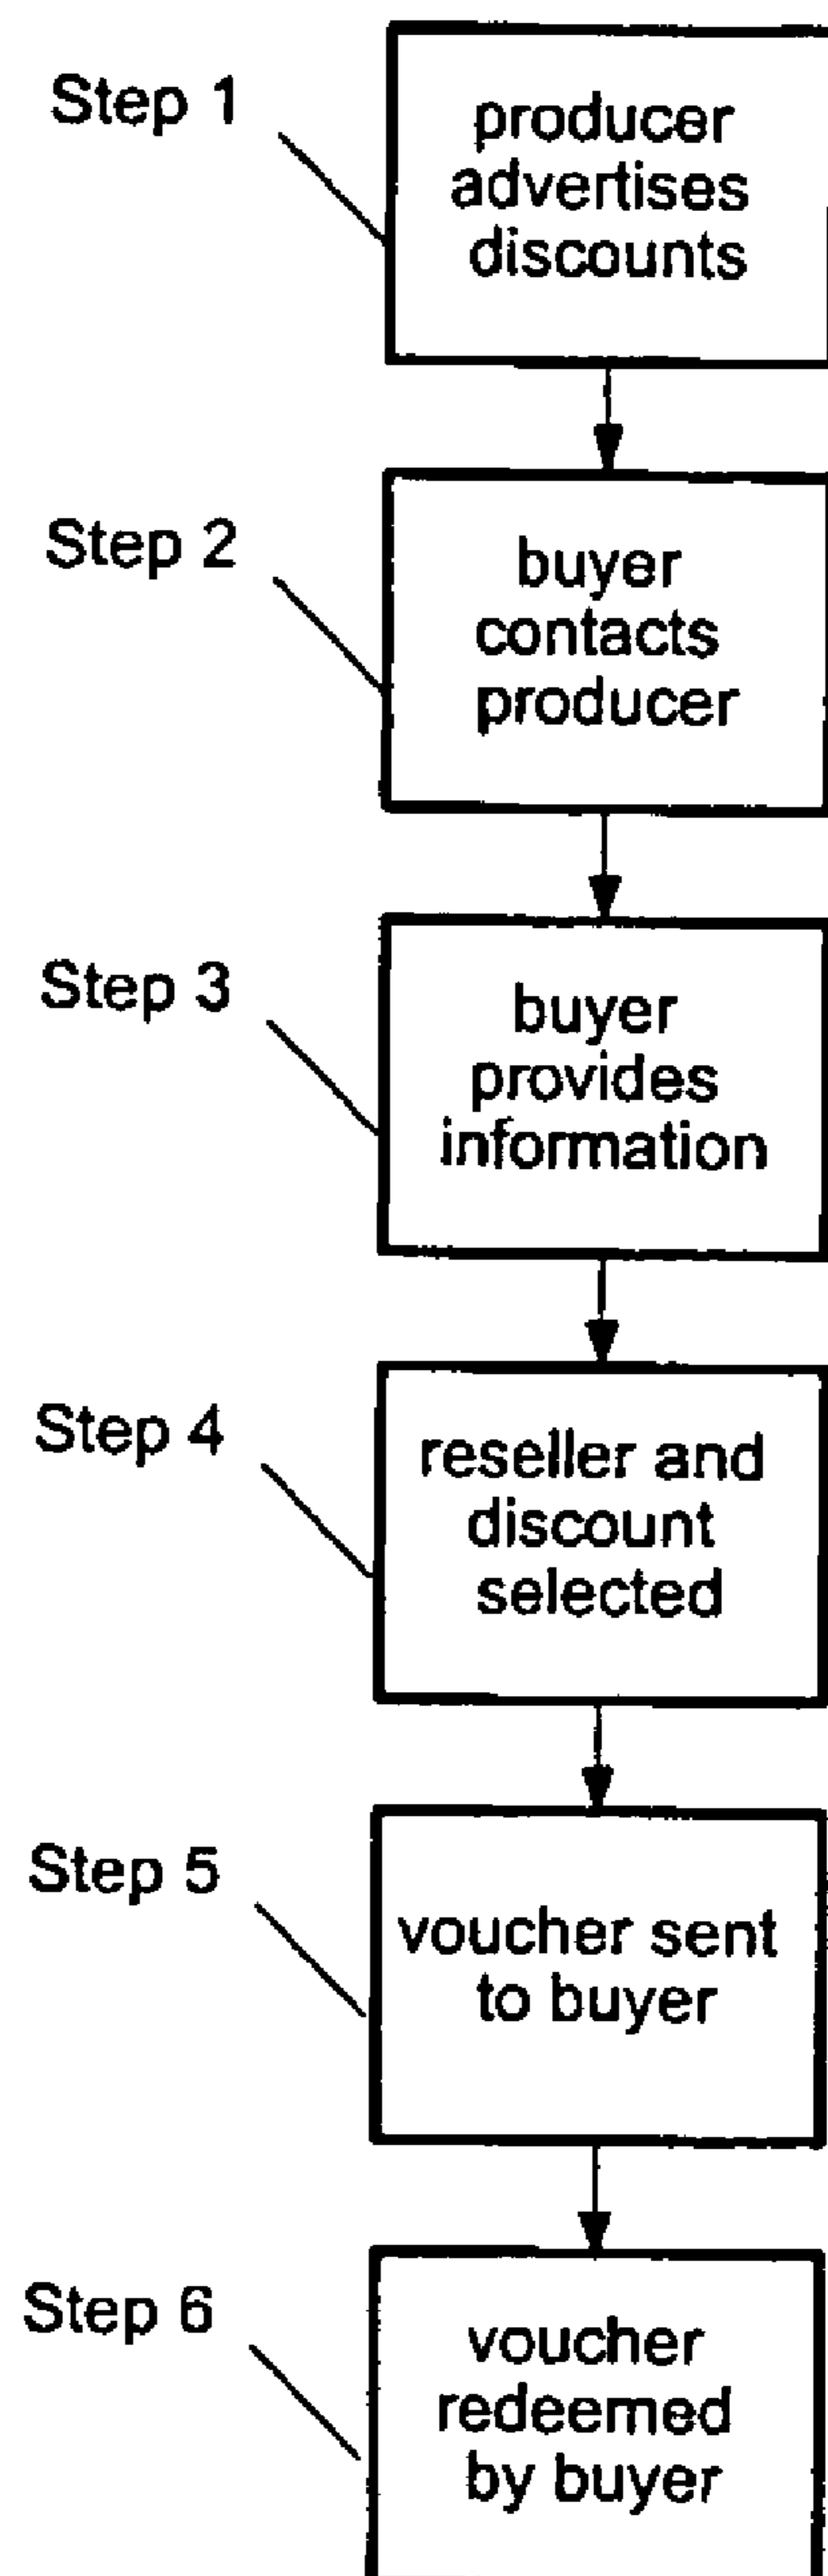 Step 1
producer
advertises
discounts
Step 2
buyer
contacts
producer
Step 3
buyer
provides
information
Step 4
reseller and
discount
selected
Step 5
voucher sent
to buyer
Step 6
voucher
redeemed
by buyer